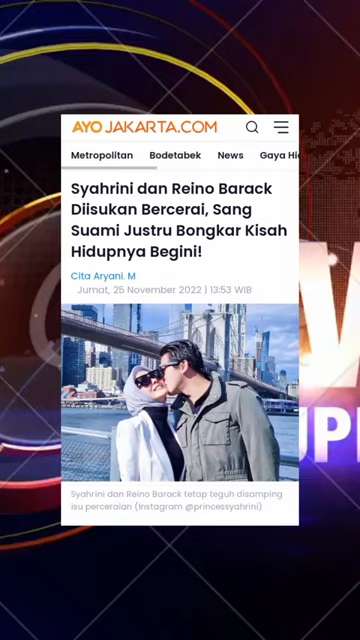 AYO JAKARTA.COM
Metropolitan Bodetabek News Gaya
Syahrini dan Reino Barack
Diisukan Bercerai, Sang
Suami Justru Bongkar Kisah
Hidupnya Begini!
Cita Aryani. M
Jumat, 25 November 2022 | 13:53 WIB
Syahrini dan Reino Barack tetap teguh disamping
isu perceraian (Instagram @princessyahrini)